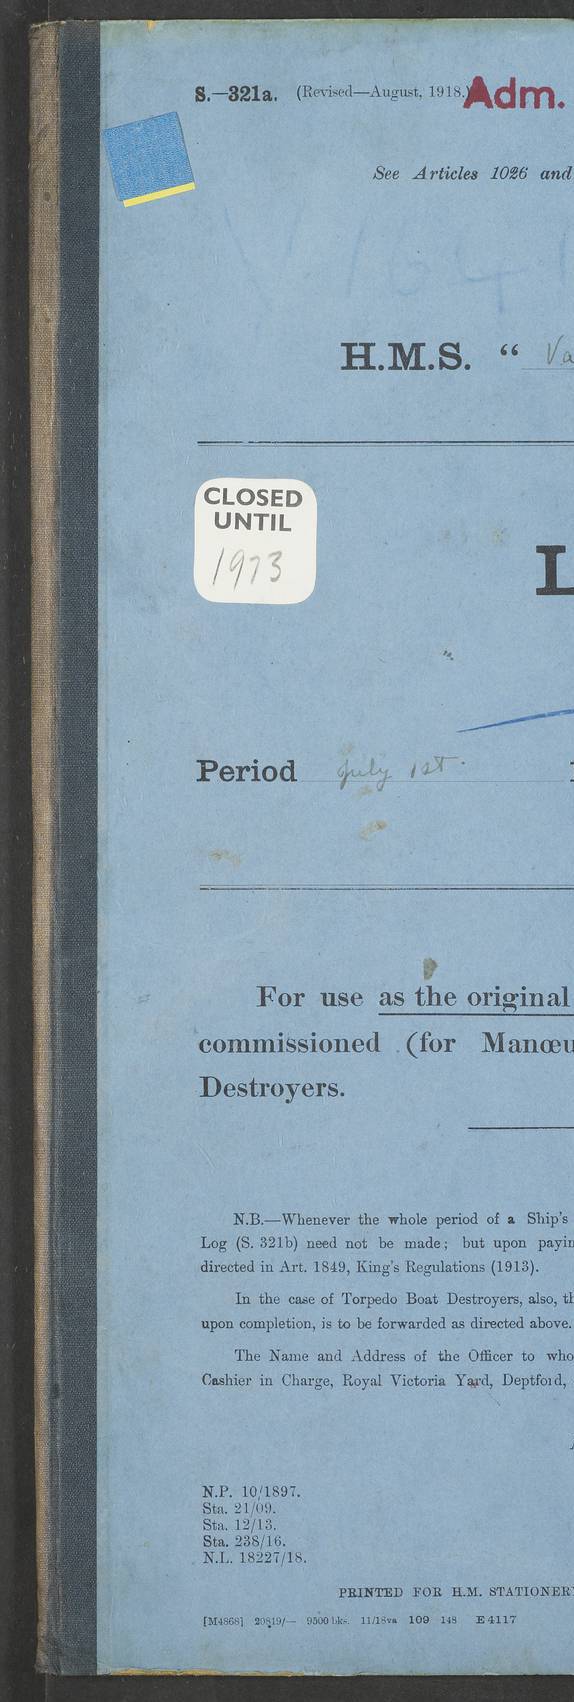 S.—321a. (Revised—August, 1918.) Adm.
See Articles 1026 and
H.M.S. “ Va
CLOSED
UNTIL
1973
L
Period July 1st.
For use as the original
commissioned (for Manœu
Destroyers.
N.B.—Whenever the whole period of a Ship's
Log (S. 321b) need not be made; but upon payin
directed in Art. 1849, King's Regulations (1913).
In the case of Torpedo Boat Destroyers, also, th
upon completion, is to be forwarded as directed above.
The Name and Address of the Officer to who
Cashier in Charge, Royal Victoria Yard, Deptford,
N.P. 10/1897.
Sta. 21/09.
Sta. 12/13.
Sta. 238/16.
N.L. 18227/18.
PRINTED FOR H.M. STATIONER
[M4868] 20819/— 9500 bks. 11/18va 109 148 E4117